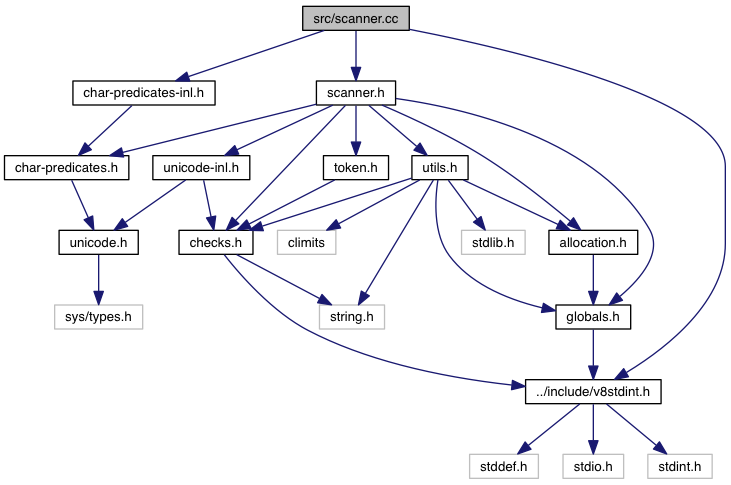 src/scanner.cc
char-predicates-inl.h
scanner.h
char-predicates.h
unicode-inl.h
token.h
utils.h
unicode.h
checks.h
climits
stdlib.h
allocation.h
sys/types.h
string.h
globals.h
../include/v8stdint.h
stddef.h
stdio.h
stdint.h